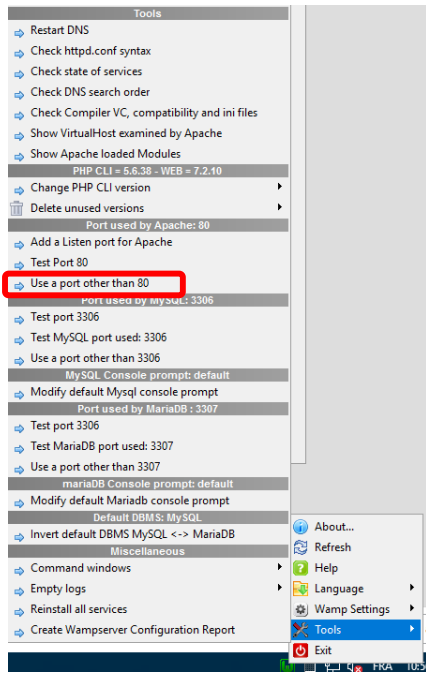 Tools
Restart DNS
Check httpd.conf syntax
Check state of services
Check DNS search order
Check Compiler VC, compatibility and ini files
Show VirtualHost examined by Apache
Show Apache loaded Modules
PHP CLI = 5.6.38 - WEB = 7.2.10
Change PHP CLI version
Delete unused versions
Port used by Apache: 80
Add a Listen port for Apache
Test Port 80
Use a port other than 80
Port used by MySQL: 3306
Test port 3306
Test MySQL port used: 3306
Use a port other than 3306
MySQL Console prompt: default
Modify default Mysql console prompt
Port used by MariaDB : 3307
Test port 3306
Test MariaDB port used: 3307
Use a port other than 3307
mariaDB Console prompt: default
Modify default Mariadb console prompt
Default DBMS: MySQL
Invert default DBMS MySQL <-> MariaDB
Miscellaneous
Command windows
Empty logs
Reinstall all services
Create Wampserver Configuration Report
About...
Refresh
Help
Language
Wamp Settings
Tools
Exit
FRA